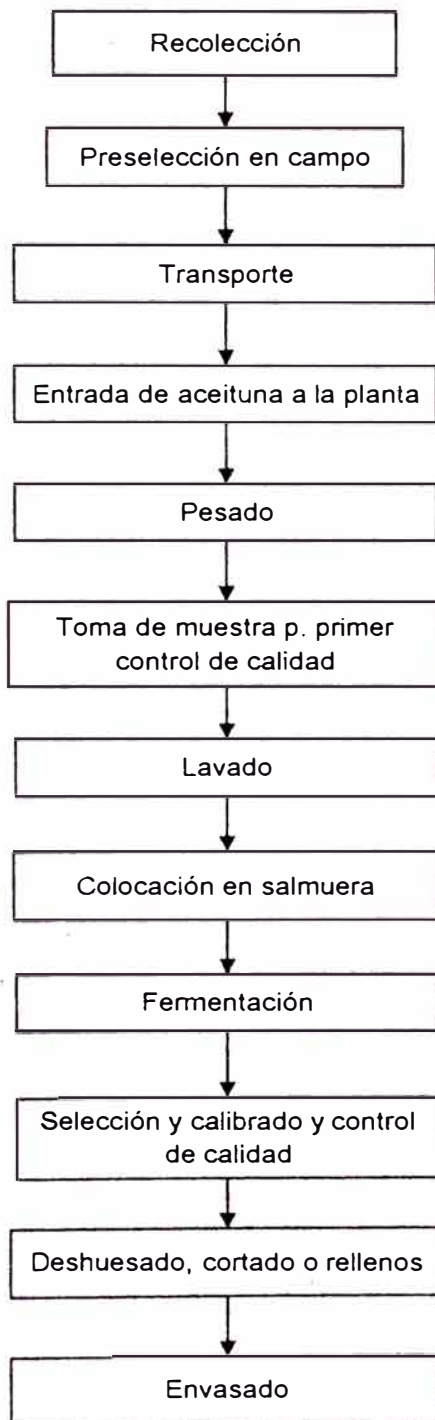 Recolección
Preselección en campo
Transporte
Entrada de aceituna a la planta
Pesado
Toma de muestra p. primer
control de calidad
Lavado
Colocación en salmuera
Fermentación
Selección y calibrado y control
de calidad
Deshuesado, cortado o rellenos
Envasado